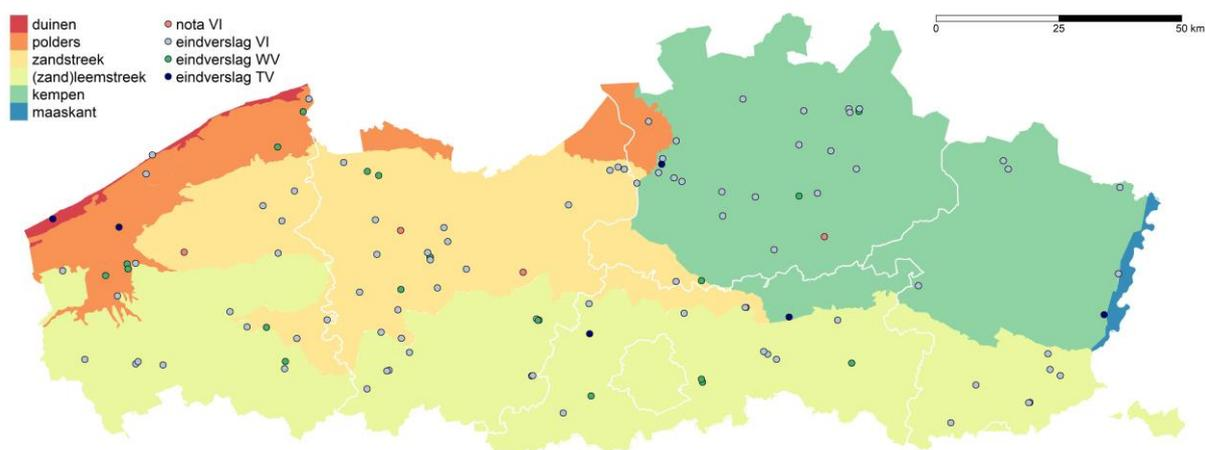 duinen
polders
zandstreek
(zand)leemstreek
kempen
maaskant
nota VI
eindverslag VI
eindverslag WV
eindverslag TV
0 25 50 km